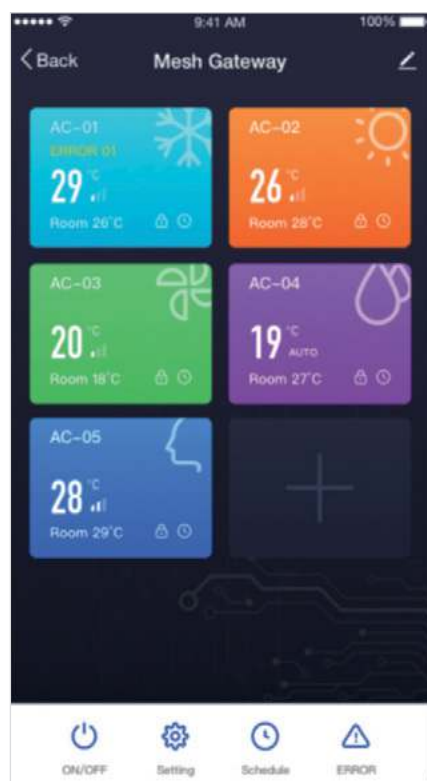 9:41 AM 100%
Back Mesh Gateway
AC-01 AC-02
ERROR 01
29 °C 26 °C
Room 26°C Room 28°C
AC-03 AC-04
20 °C 19 °C AUTO
Room 18°C Room 27°C
AC-05
28 °C
Room 29°C
ON/OFF Setting Schedule ERROR